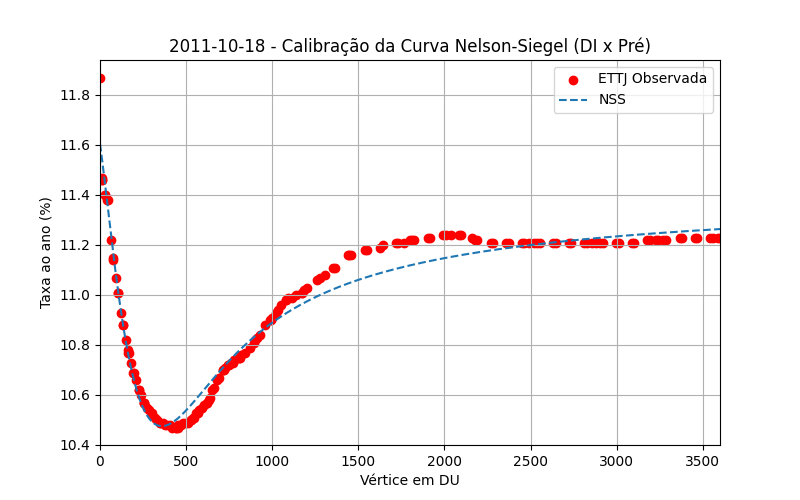 2011-10-18 - Calibração da Curva Nelson-Siegel (DI x Pré)
ETTJ Observada
NSS
Taxa ao ano (%)
11.8
11.6
11.4
11.2
11.0
10.8
10.6
10.4
0 500 1000 1500 2000 2500 3000 3500
Vértice em DU